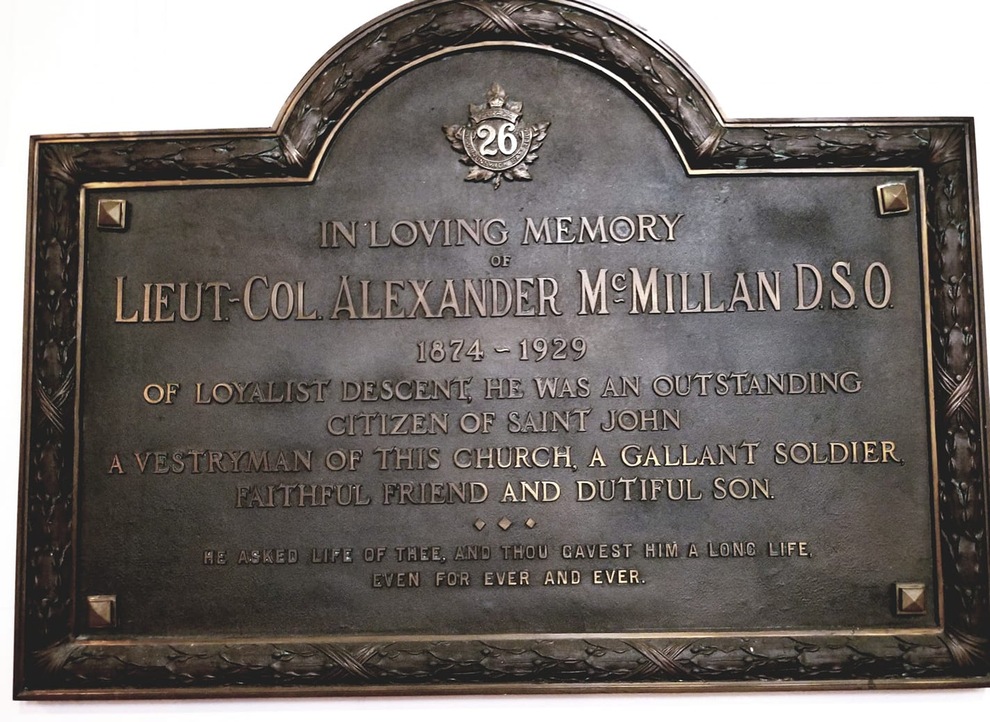 26
IN LOVING MEMORY
OF
LIEUT-COL. ALEXANDER McMILLAN D.S.O.
1874 – 1929
OF LOYALIST DESCENT, HE WAS AN OUTSTANDING
CITIZEN OF SAINT JOHN
A VESTRYMAN OF THIS CHURCH, A GALLANT SOLDIER,
FAITHFUL FRIEND AND DUTIFUL SON.
HE ASKED LIFE OF THEE, AND THOU GAVEST HIM A LONG LIFE,
EVEN FOR EVER AND EVER.